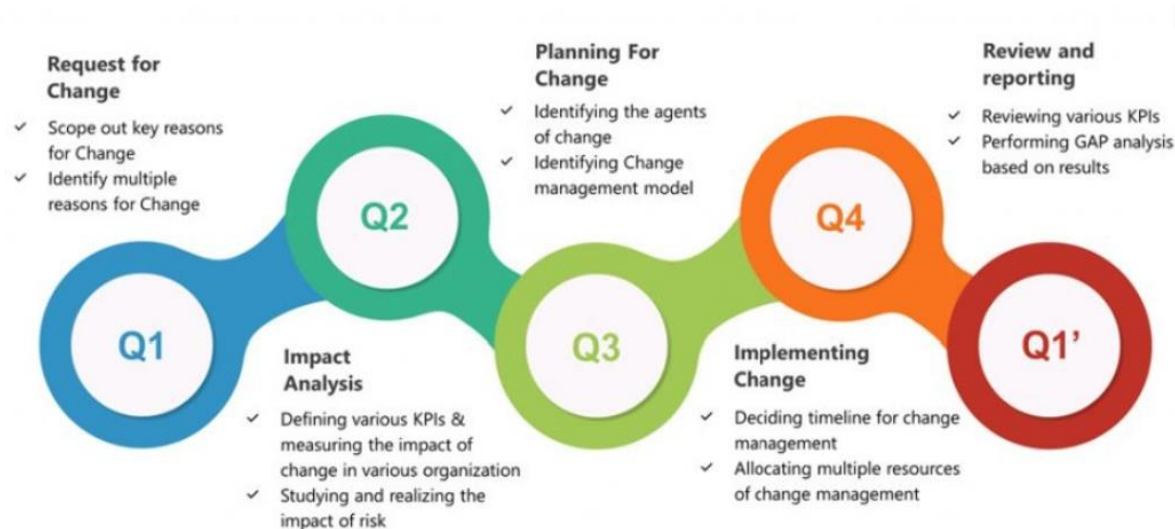 Request for
Change
✓ Scope out key reasons
for Change
✓ Identify multiple
reasons for Change
Q1
Q2
Impact
Analysis
✓ Defining various KPIs &
measuring the impact of
change in various organization
✓ Studying and realizing the
impact of risk
Planning For
Change
✓ Identifying the agents
of change
✓ Identifying Change
management model
Q3
Q4
Implementing
Change
✓ Deciding timeline for change
management
✓ Allocating multiple resources
of change management
Review and
reporting
✓ Reviewing various KPIs
✓ Performing GAP analysis
based on results
Q1’